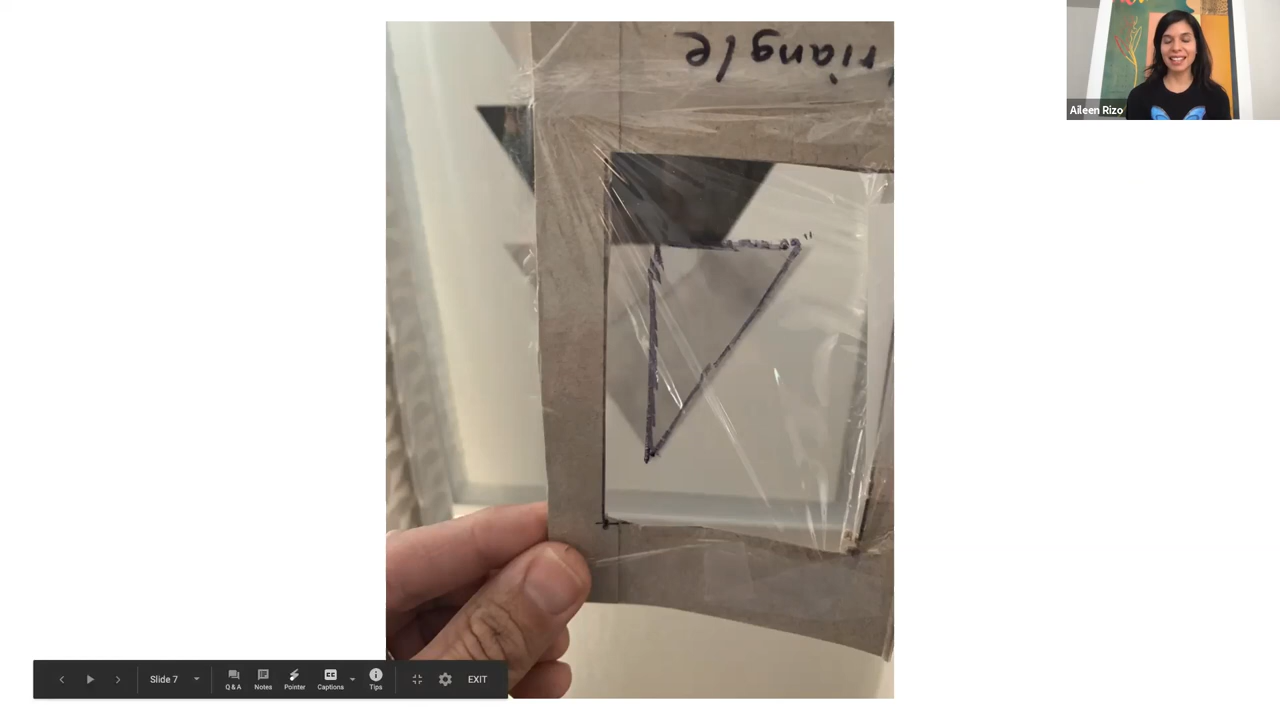 riangle
Aileen Rizo
Slide 7
Q&A
Notes
Pointer
Captions
Tips
EXIT